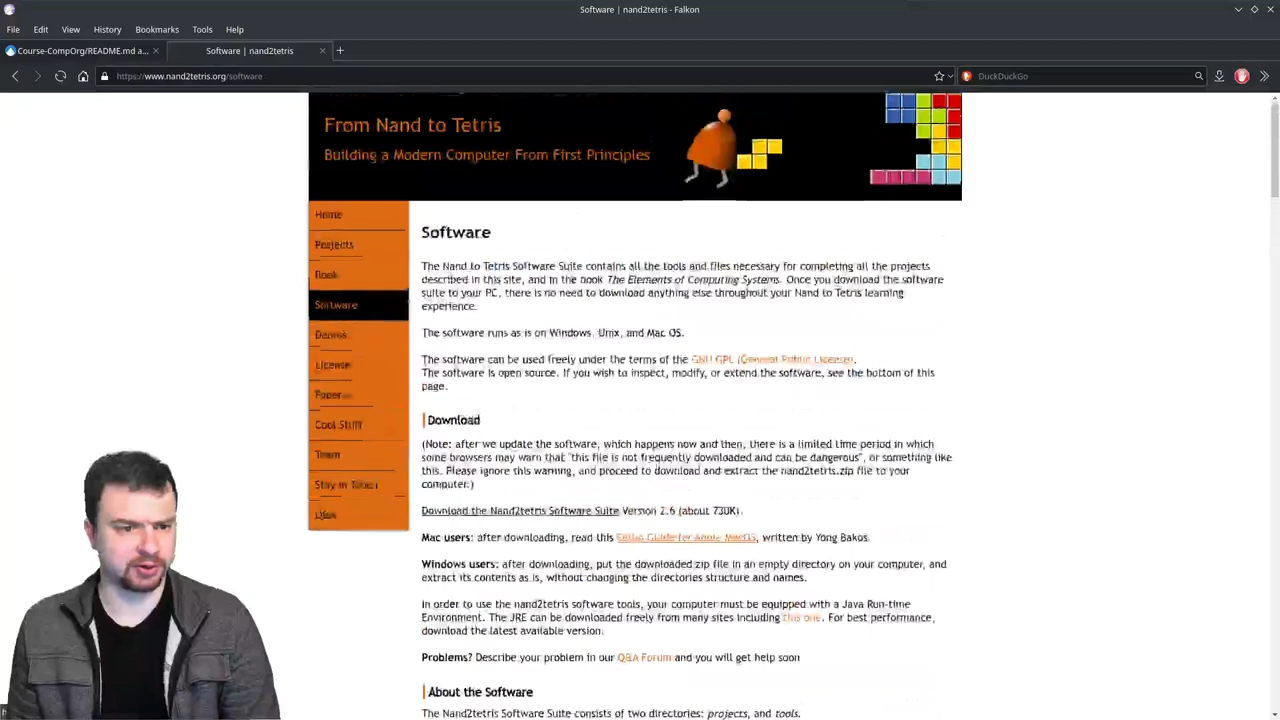 Software | nand2tetris - Falkon
File Edit View History Bookmarks Tools Help
Course-CompOrg/README.md a...
Software | nand2tetris
https://www.nand2tetris.org/software
DuckDuckGo
From Nand to Tetris
Building a Modern Computer From First Principles
Home
Projects
Book
Software
Demos
License
Papers
Cool Stuff
Team
Stay in Touch
Q&A
Software
The Nand to Tetris Software Suite contains all the tools and files necessary for completing all the projects
described in this site, and in the book The Elements of Computing Systems. Once you download the software
suite to your PC, there is no need to download anything else throughout your Nand to Tetris learning
experience.
The software runs as is on Windows, Unix, and Mac OS.
The software can be used freely under the terms of the GNU GPL (General Public License).
The software is open source. If you wish to inspect, modify, or extend the software, see the bottom of this
page.
Download
(Note: after we update the software, which happens now and then, there is a limited time period in which
some browsers may warn that "this file is not frequently downloaded and can be dangerous", or something like
this. Please ignore this warning, and proceed to download and extract the nand2tetris.zip file to your
computer.)
Download the Nand2tetris Software Suite Version 2.6 (about 730K).
Mac users: after downloading, read this Setup Guide for Apple MacOS, written by Yong Bakos.
Windows users: after downloading, put the downloaded zip file in an empty directory on your computer, and
extract its contents as is, without changing the directories structure and names.
In order to use the nand2tetris software tools, your computer must be equipped with a Java Run-time
Environment. The JRE can be downloaded freely from many sites including this one. For best performance,
download the latest available version.
Problems? Describe your problem in our Q&A Forum and you will get help soon
About the Software
The Nand2tetris Software Suite consists of two directories: projects, and tools.